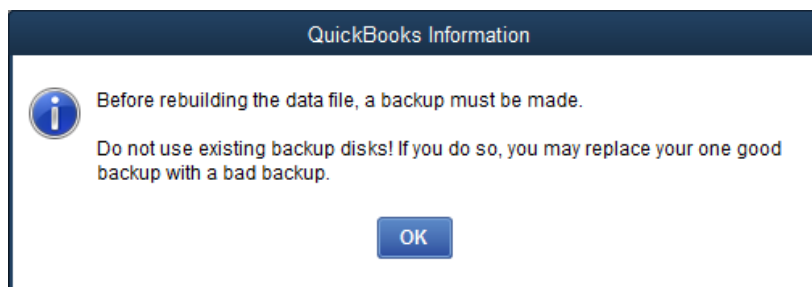 QuickBooks Information
Before rebuilding the data file, a backup must be made.
Do not use existing backup disks! If you do so, you may replace your one good
backup with a bad backup.
OK